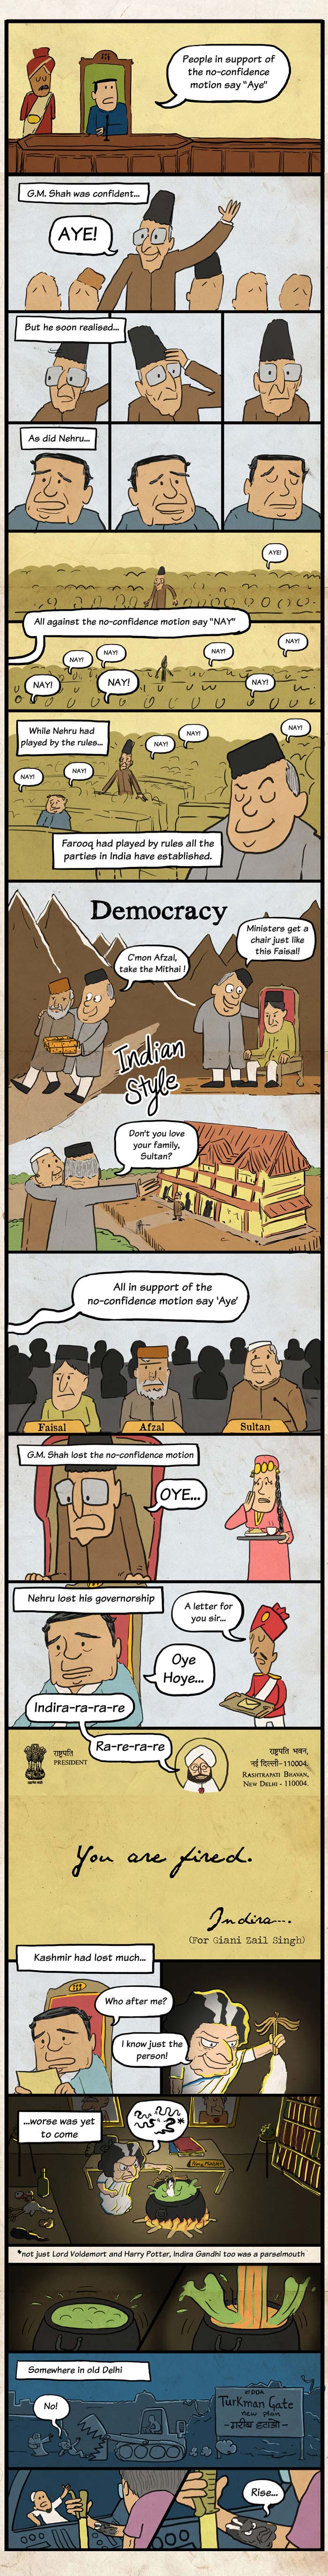 People in support of
the no-confidence
motion say "Aye"
G.M. Shah was confident...
AYE!
But he soon realised...
As did Nehru...
AYE!
All against the no-confidence motion say "NAY"
NAY!
NAY!
NAY!
NAY!
NAY!
NAY!
NAY!
While Nehru had
played by the rules...
NAY!
NAY!
NAY!
NAY!
NAY!
Farooq had played by rules all the
parties in India have established.
Democracy
Ministers get a
chair just like
this Faisal!
C'mon Afzal,
take the Mithai !
Indian
Style
Don't you love
your family,
Sultan?
All in support of the
no-confidence motion say 'Aye'
Faisal
Afzal
Sultan
G.M. Shah lost the no-confidence motion
OYE...
Nehru lost his governorship
A letter for
you sir...
Oye
Hoye...
Indira-ra-ra-re
Ra-re-ra-re
राष्ट्रपति
PRESIDENT
राष्ट्रपति भवन,
नई दिल्ली-110004.
RASHTRAPATI BHAVAN,
NEW DELHI - 110004.
You are fired.
Indira....
(For Giani Zail Singh)
Kashmir had lost much...
Who after me?
I know just the
person!
...worse was yet
to come
*not just Lord Voldemort and Harry Potter, Indira Gandhi too was a parselmouth
Somewhere in old Delhi
No!
DDA
Turkman Gate
new plan
-गरीब हटाओ-
Rise...